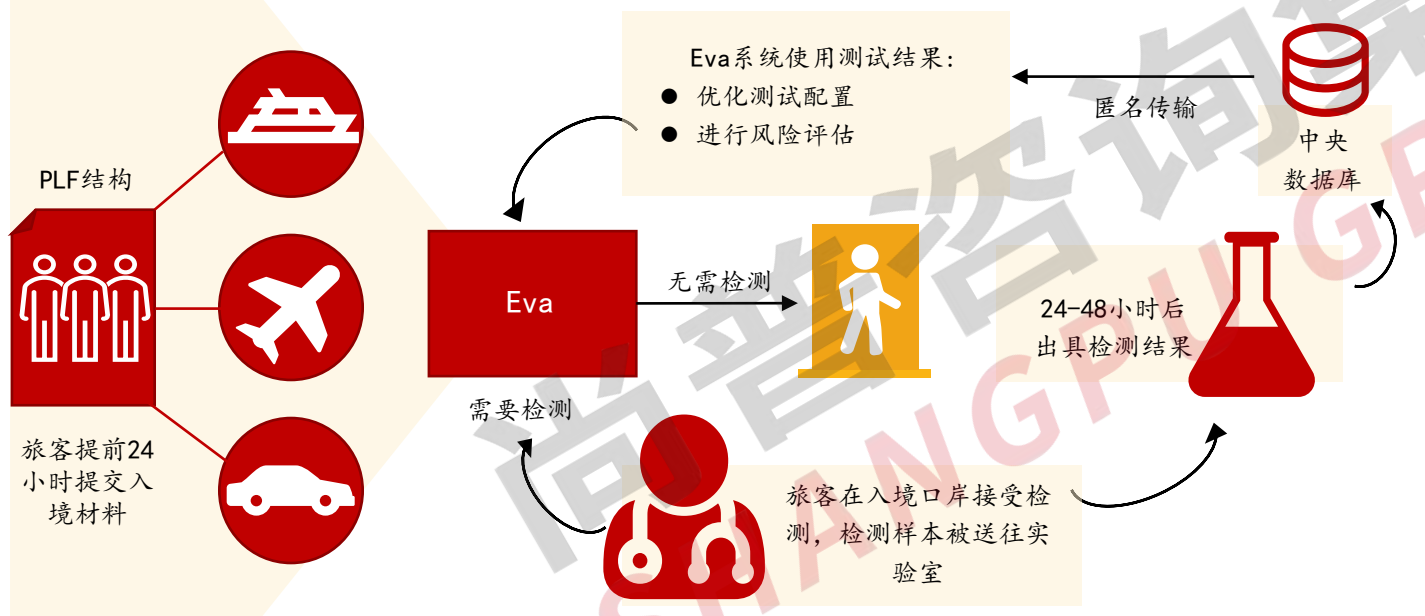 PLF结构
旅客提前24
小时提交入
境材料
Eva系统使用测试结果:
● 优化测试配置
● 进行风险评估
匿名传输
中央
数据库
Eva
无需检测
需要检测
24-48小时后
出具检测结果
旅客在入境口岸接受检
测，检测样本被送往实
验室
尚普咨询集
SHANGPU GR